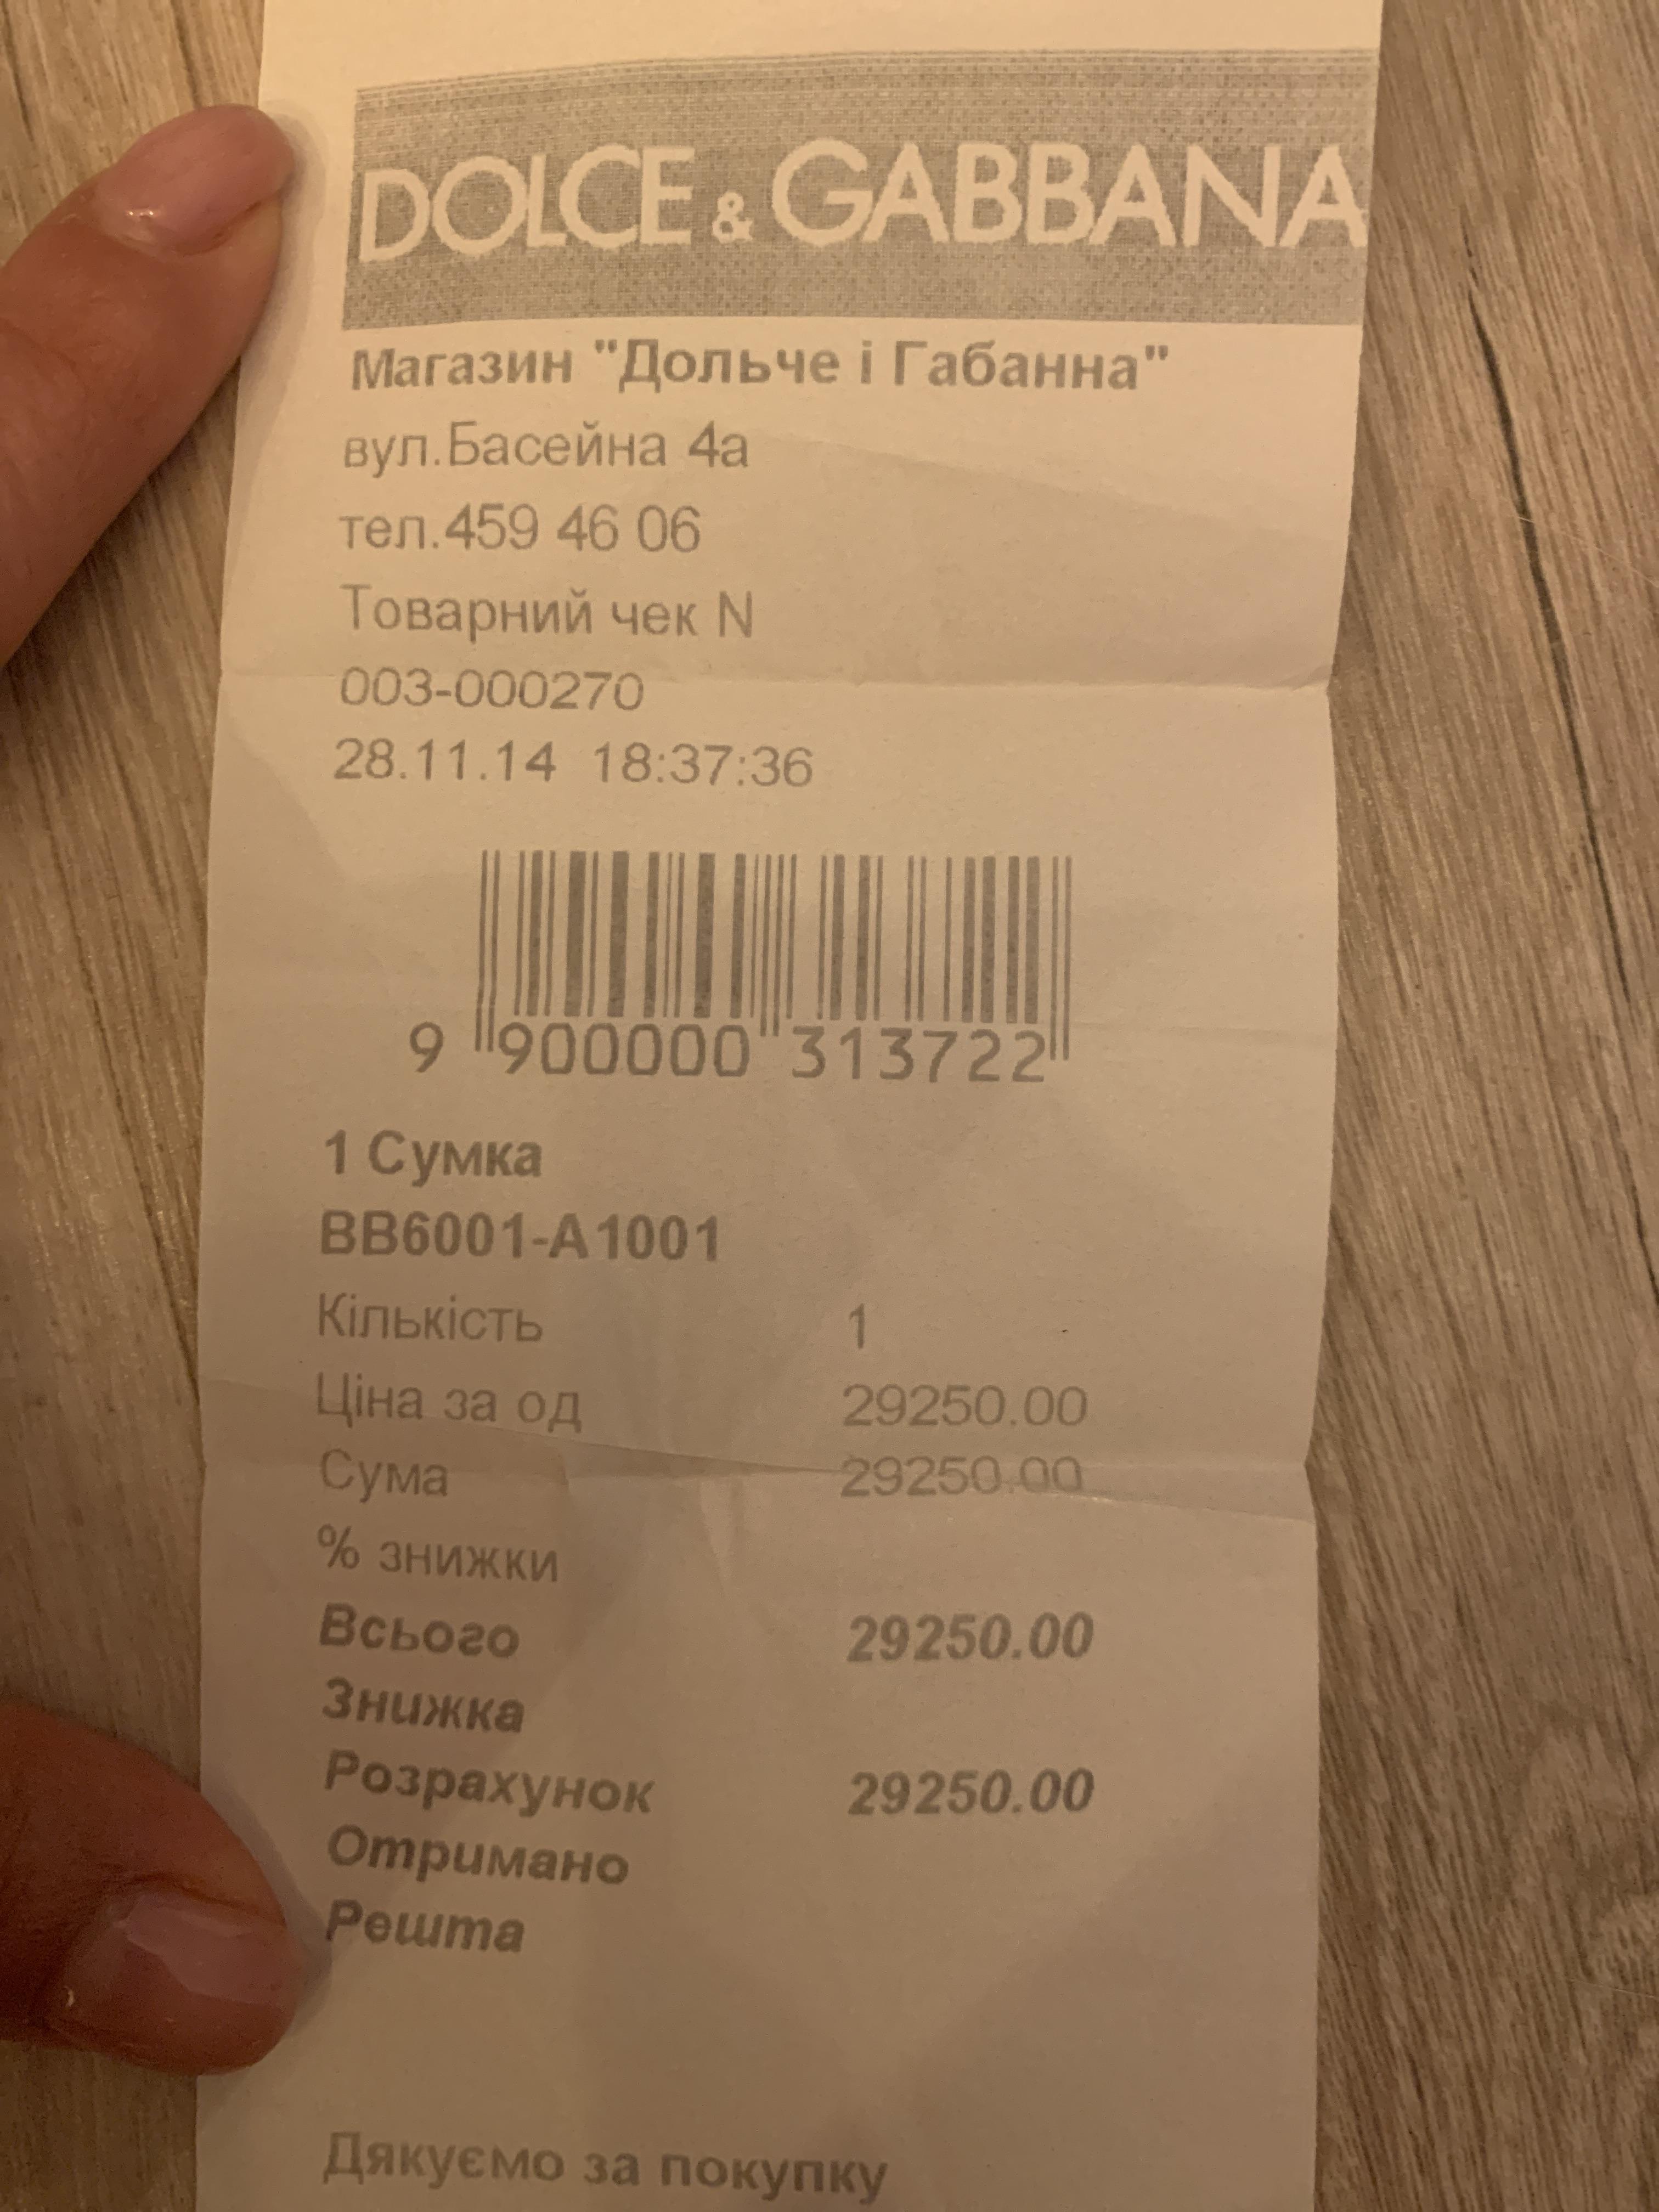 DOLCE & GABBANA
Магазин "Дольче і Габанна"
вул.Басейна 4а
тел.459 46 06
Товарний чек N
003-000270
28.11.14 18:37:36
9 900000 313722
1 Сумка
BB6001-A1001
Кількість 1
Ціна за од 29250.00
Сума 29250.00
% знижки
Всього 29250.00
Знижка
Розрахунок 29250.00
Отримано
Решта
Дякуємо за покупку